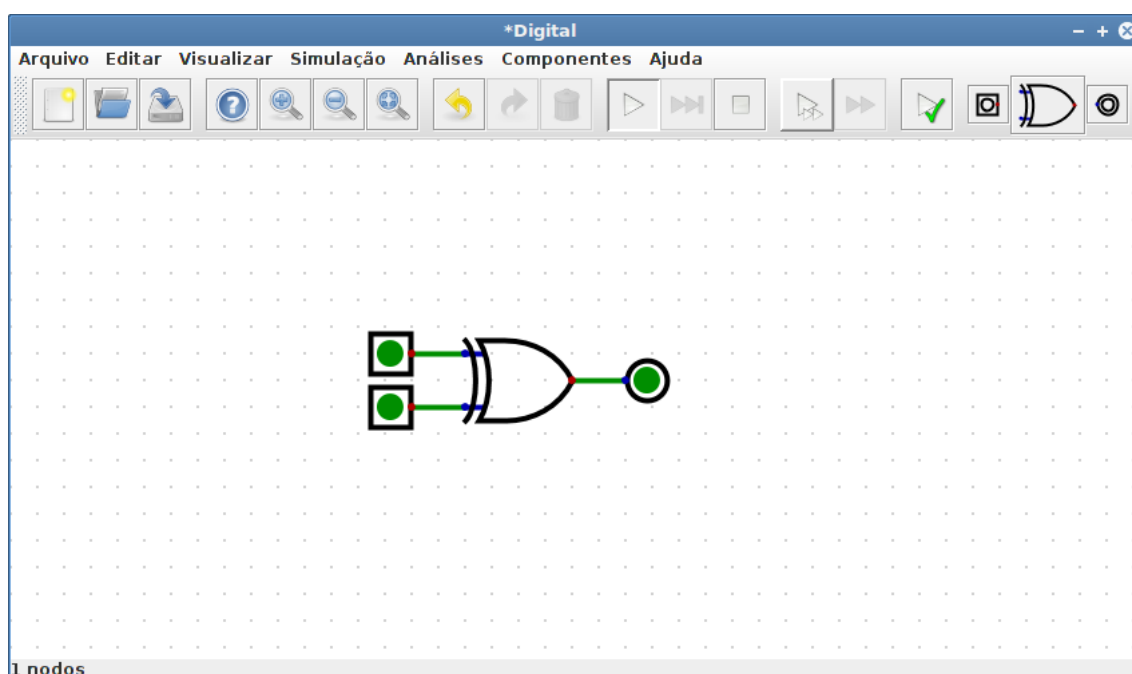 *Digital
Arquivo Editar Visualizar Simulação Análises Componentes Ajuda
1 nodos